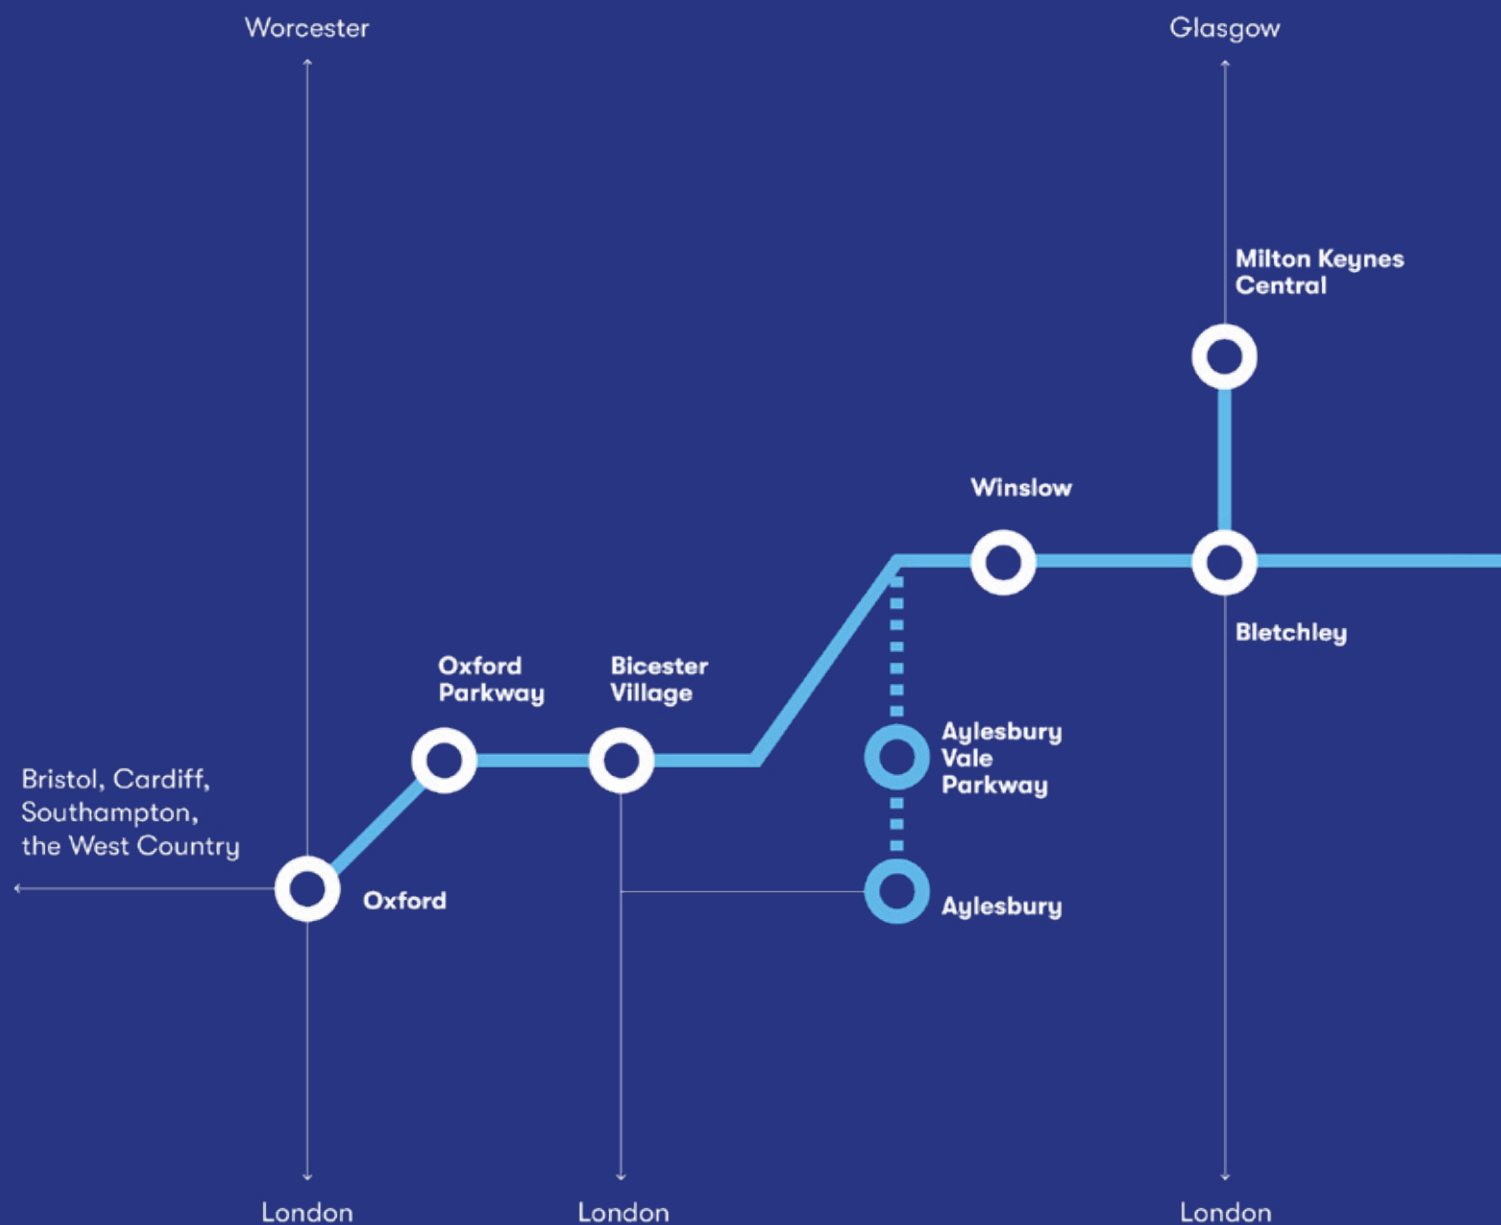 Worcester
Glasgow
Milton Keynes
Central
Winslow
Bletchley
Oxford
Parkway
Bicester
Village
Aylesbury
Vale
Parkway
Bristol, Cardiff,
Southampton,
the West Country
Oxford
Aylesbury
London
London
London